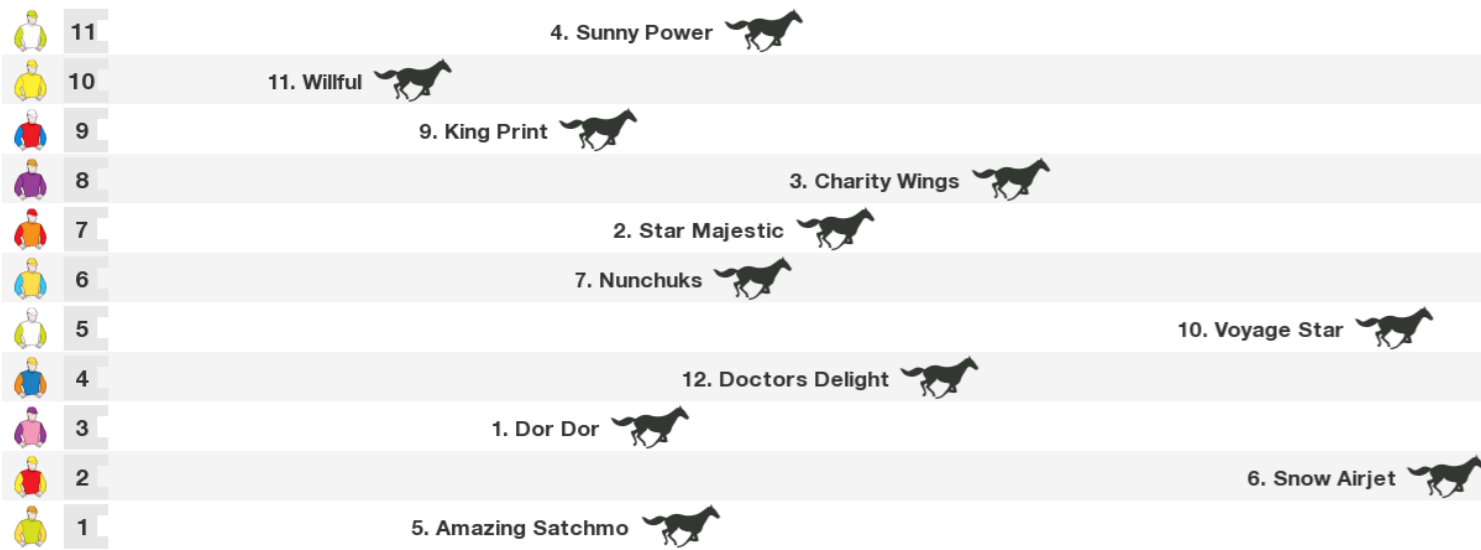 11 4. Sunny Power
10 11. Willful
9 9. King Print
8 3. Charity Wings
7 2. Star Majestic
6 7. Nunchuks
5 10. Voyage Star
4 12. Doctors Delight
3 1. Dor Dor
2 6. Snow Airjet
1 5. Amazing Satchmo